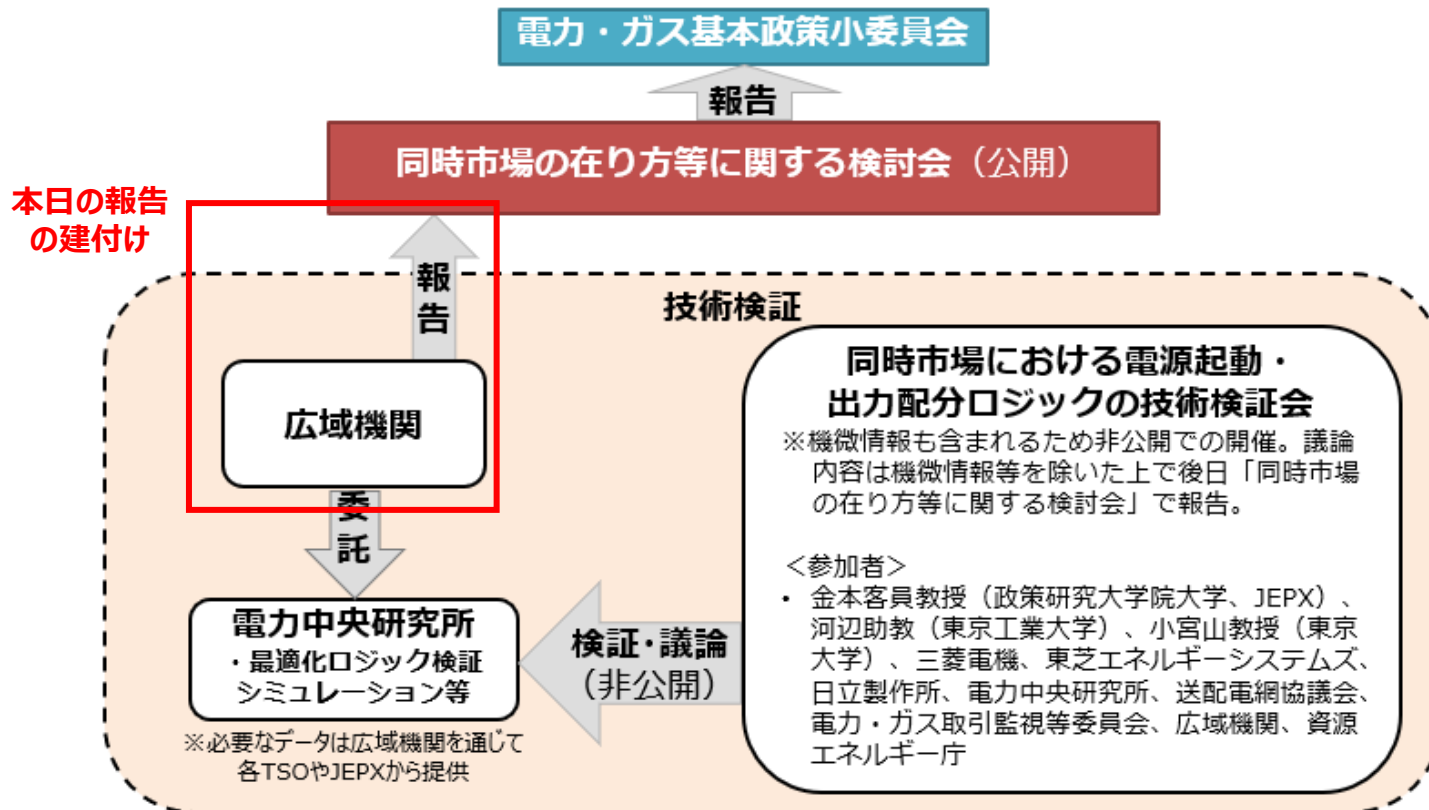 電力・ガス基本政策小委員会
報告
同時市場の在り方等に関する検討会（公開）
本日の報告
の建付け
報
告
技術検証
広域機関
委
託
電力中央研究所
・最適化ロジック検証
シミュレーション等
※必要なデータは広域機関を通じて
各TSOやJEPXから提供
検証・議論
（非公開）
同時市場における電源起動・
出力配分ロジックの技術検証会
※機微情報も含まれるため非公開での開催。議論
内容は機微情報等を除いた上で後日「同時市場
の在り方等に関する検討会」で報告。
＜参加者＞
• 金本客員教授（政策研究大学院大学、JEPX）、
河辺助教（東京工業大学）、小宮山教授（東京
大学）、三菱電機、東芝エネルギーシステムズ、
日立製作所、電力中央研究所、送配電網協議会、
電力・ガス取引監視等委員会、広域機関、資源
エネルギー庁